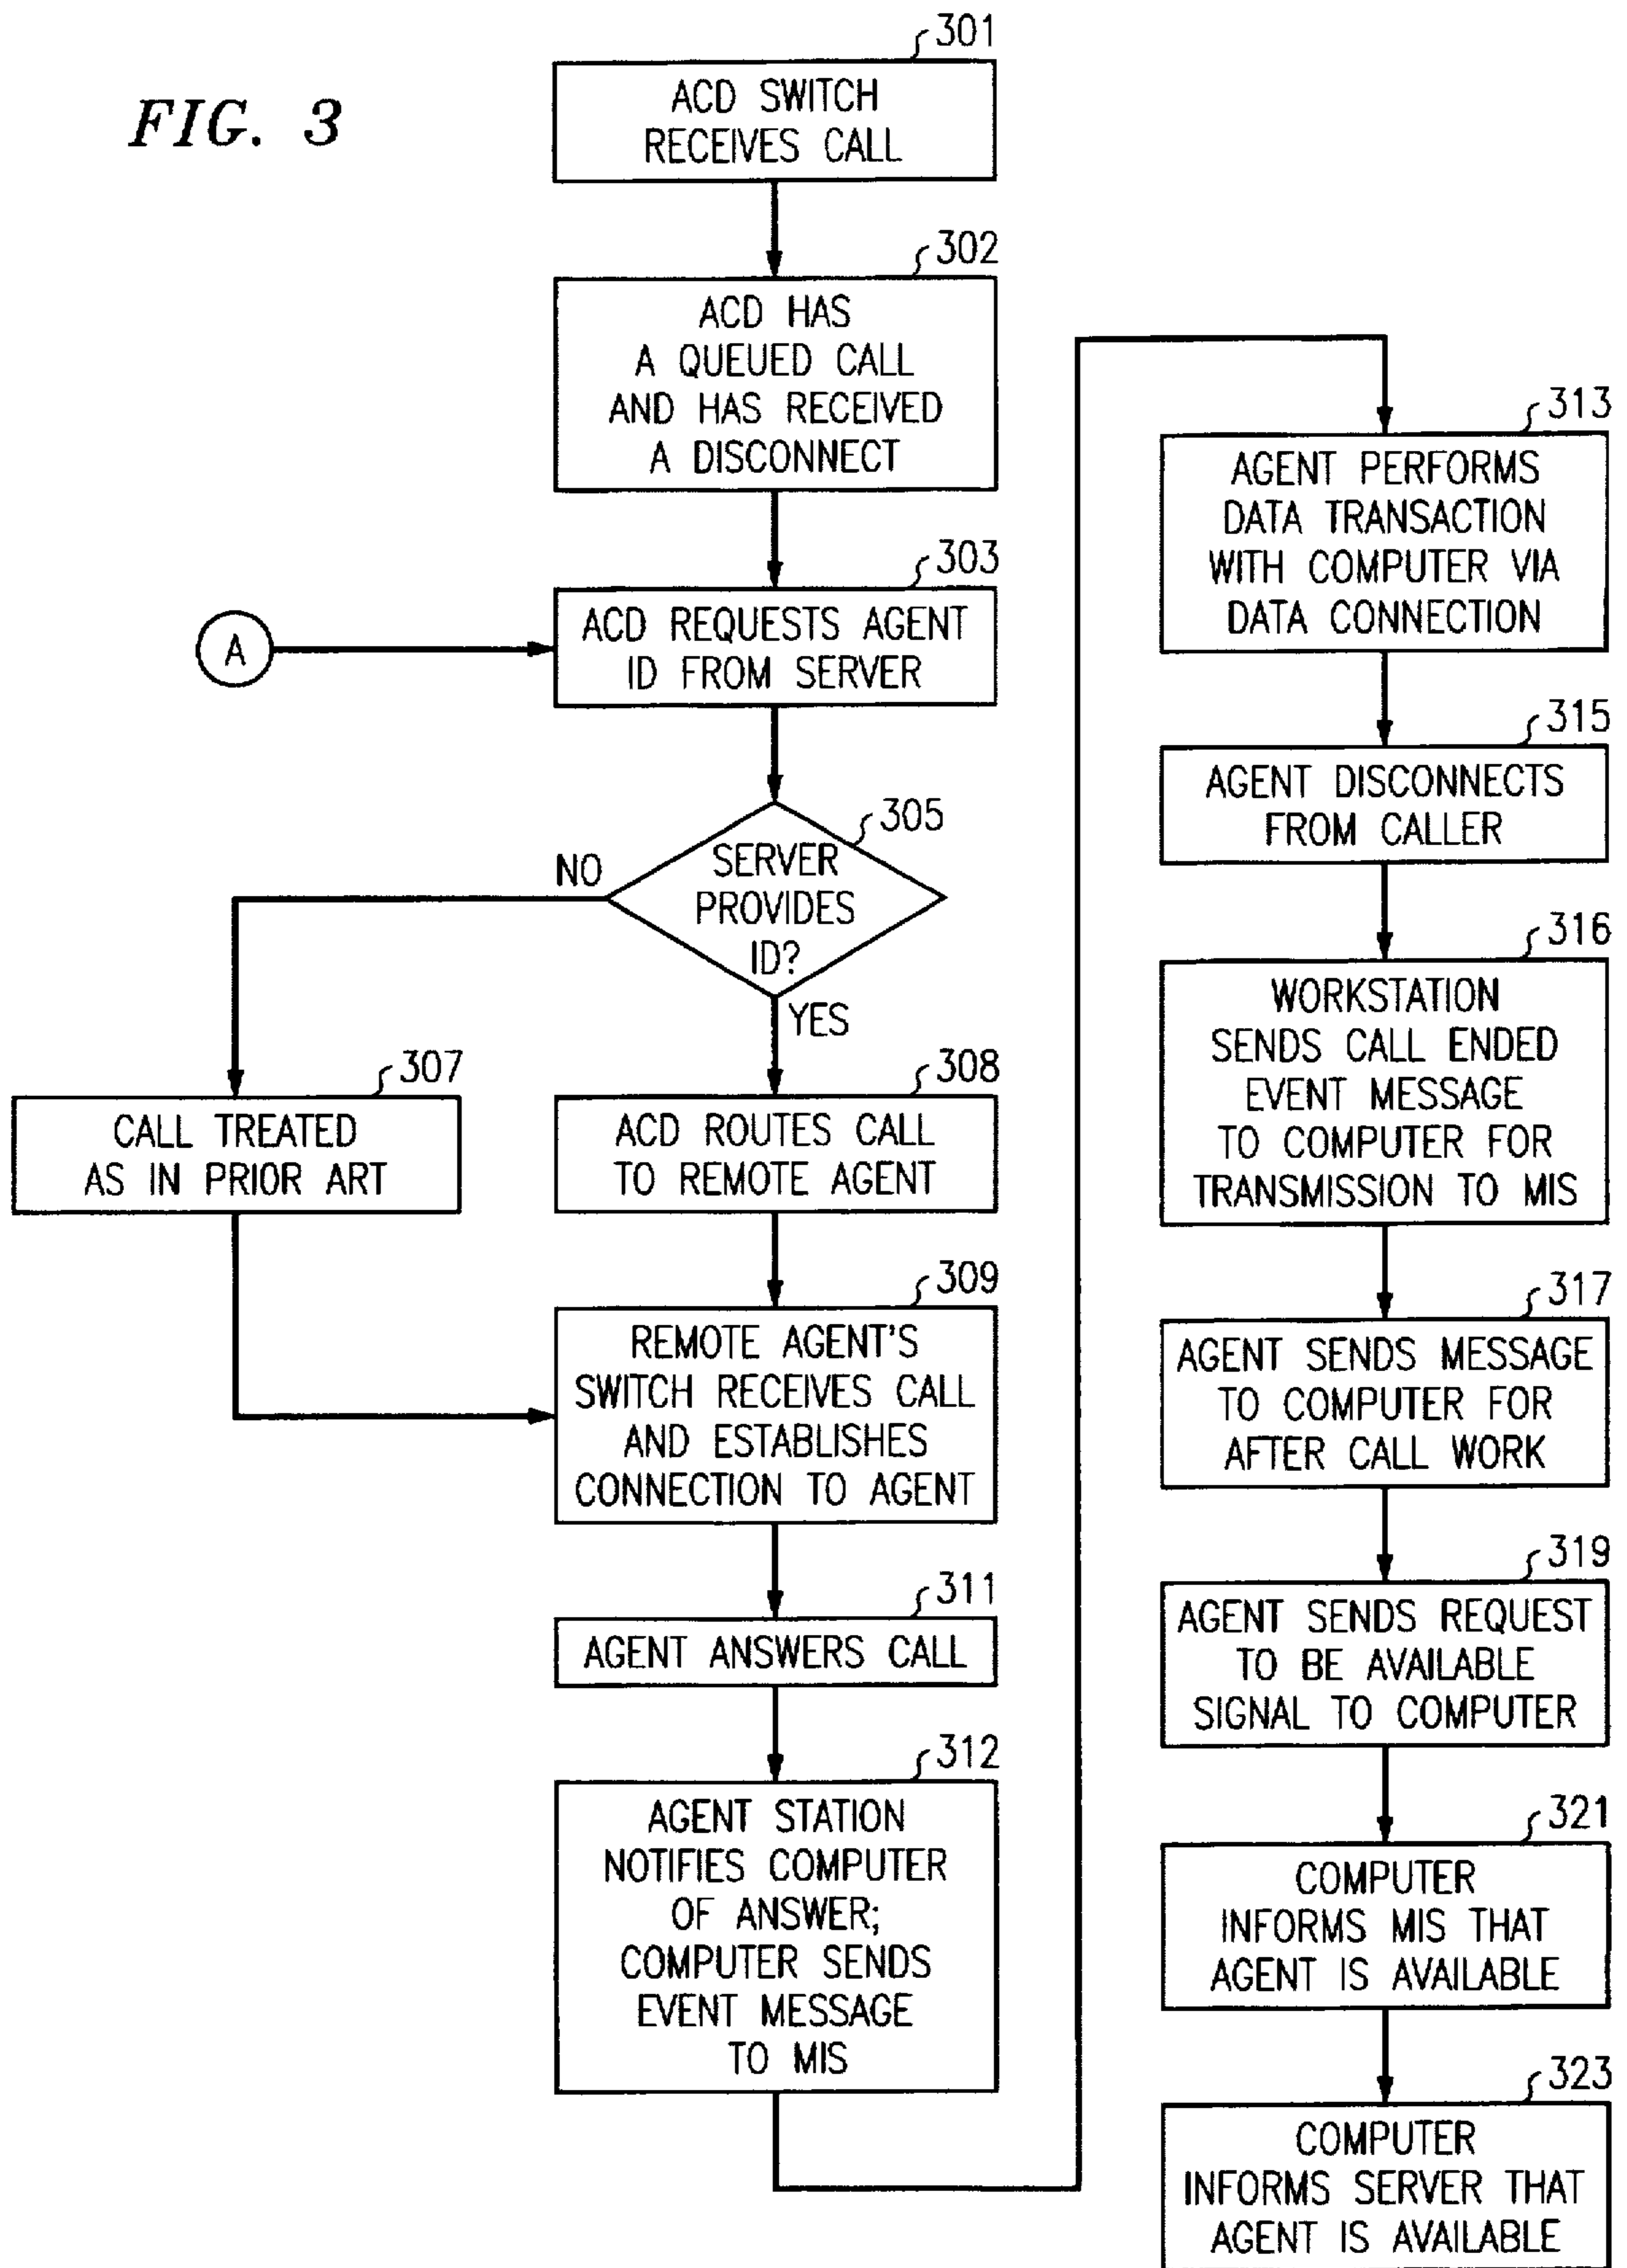 FIG. 3
301
ACD SWITCH
RECEIVES CALL
302
ACD HAS
A QUEUED CALL
AND HAS RECEIVED
A DISCONNECT
303
ACD REQUESTS AGENT
ID FROM SERVER
A
305
SERVER
PROVIDES
ID?
NO
YES
307
CALL TREATED
AS IN PRIOR ART
308
ACD ROUTES CALL
TO REMOTE AGENT
309
REMOTE AGENT'S
SWITCH RECEIVES CALL
AND ESTABLISHES
CONNECTION TO AGENT
311
AGENT ANSWERS CALL
312
AGENT STATION
NOTIFIES COMPUTER
OF ANSWER;
COMPUTER SENDS
EVENT MESSAGE
TO MIS
313
AGENT PERFORMS
DATA TRANSACTION
WITH COMPUTER VIA
DATA CONNECTION
315
AGENT DISCONNECTS
FROM CALLER
316
WORKSTATION
SENDS CALL ENDED
EVENT MESSAGE
TO COMPUTER FOR
TRANSMISSION TO MIS
317
AGENT SENDS MESSAGE
TO COMPUTER FOR
AFTER CALL WORK
319
AGENT SENDS REQUEST
TO BE AVAILABLE
SIGNAL TO COMPUTER
321
COMPUTER
INFORMS MIS THAT
AGENT IS AVAILABLE
323
COMPUTER
INFORMS SERVER THAT
AGENT IS AVAILABLE